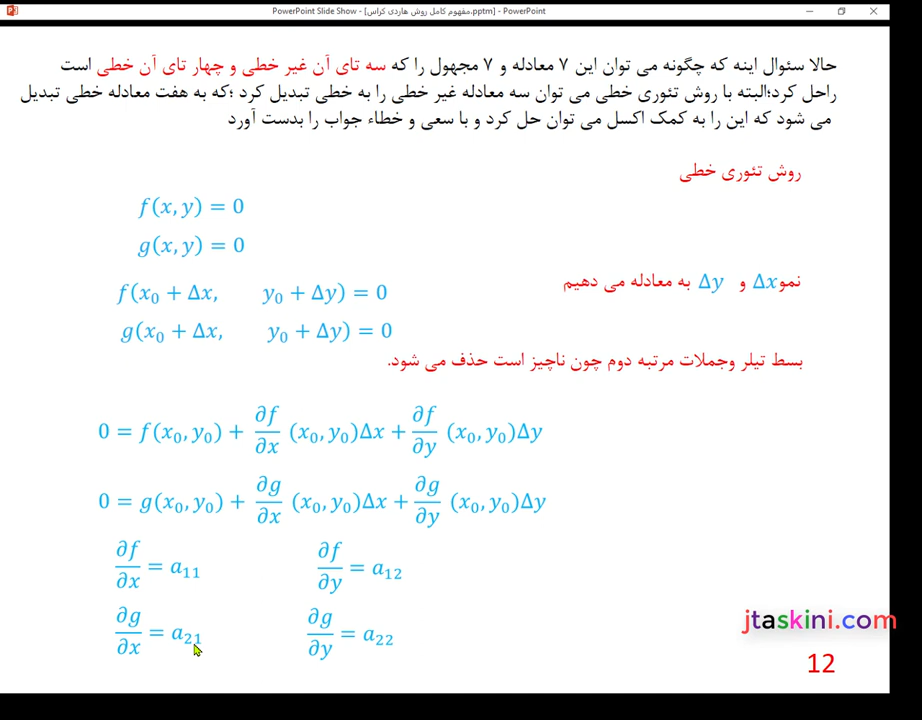 PowerPoint Slide Show - [مفهوم کامل روش هاردی کراس.pptm] - PowerPoint
حالا سئوال اینه که چگونه می توان این ۷ معادله و ۷ مجهول را که سه تای آن غیر خطی و چهار تای آن خطی است
راحل کرد؛البته با روش تئوری خطی می توان سه معادله غیر خطی را به خطی تبدیل کرد ؛که به هفت معادله خطی تبدیل
می شود که این را به کمک اکسل می توان حل کرد و با سعی و خطاء جواب را بدست آورد
روش تئوری خطی
f(x, y) = 0
g(x, y) = 0
نموΔx و Δy به معادله می دهیم
f(x₀ + Δx, y₀ + Δy) = 0
g(x₀ + Δx, y₀ + Δy) = 0
بسط تیلر وجملات مرتبه دوم چون ناچیز است حذف می شود.
0 = f(x₀, y₀) + ∂f/∂x (x₀, y₀)Δx + ∂f/∂y (x₀, y₀)Δy
0 = g(x₀, y₀) + ∂g/∂x (x₀, y₀)Δx + ∂g/∂y (x₀, y₀)Δy
∂f/∂x = a₁₁ ∂f/∂y = a₁₂
∂g/∂x = a₂₁ ∂g/∂y = a₂₂
jtaskini.com
12